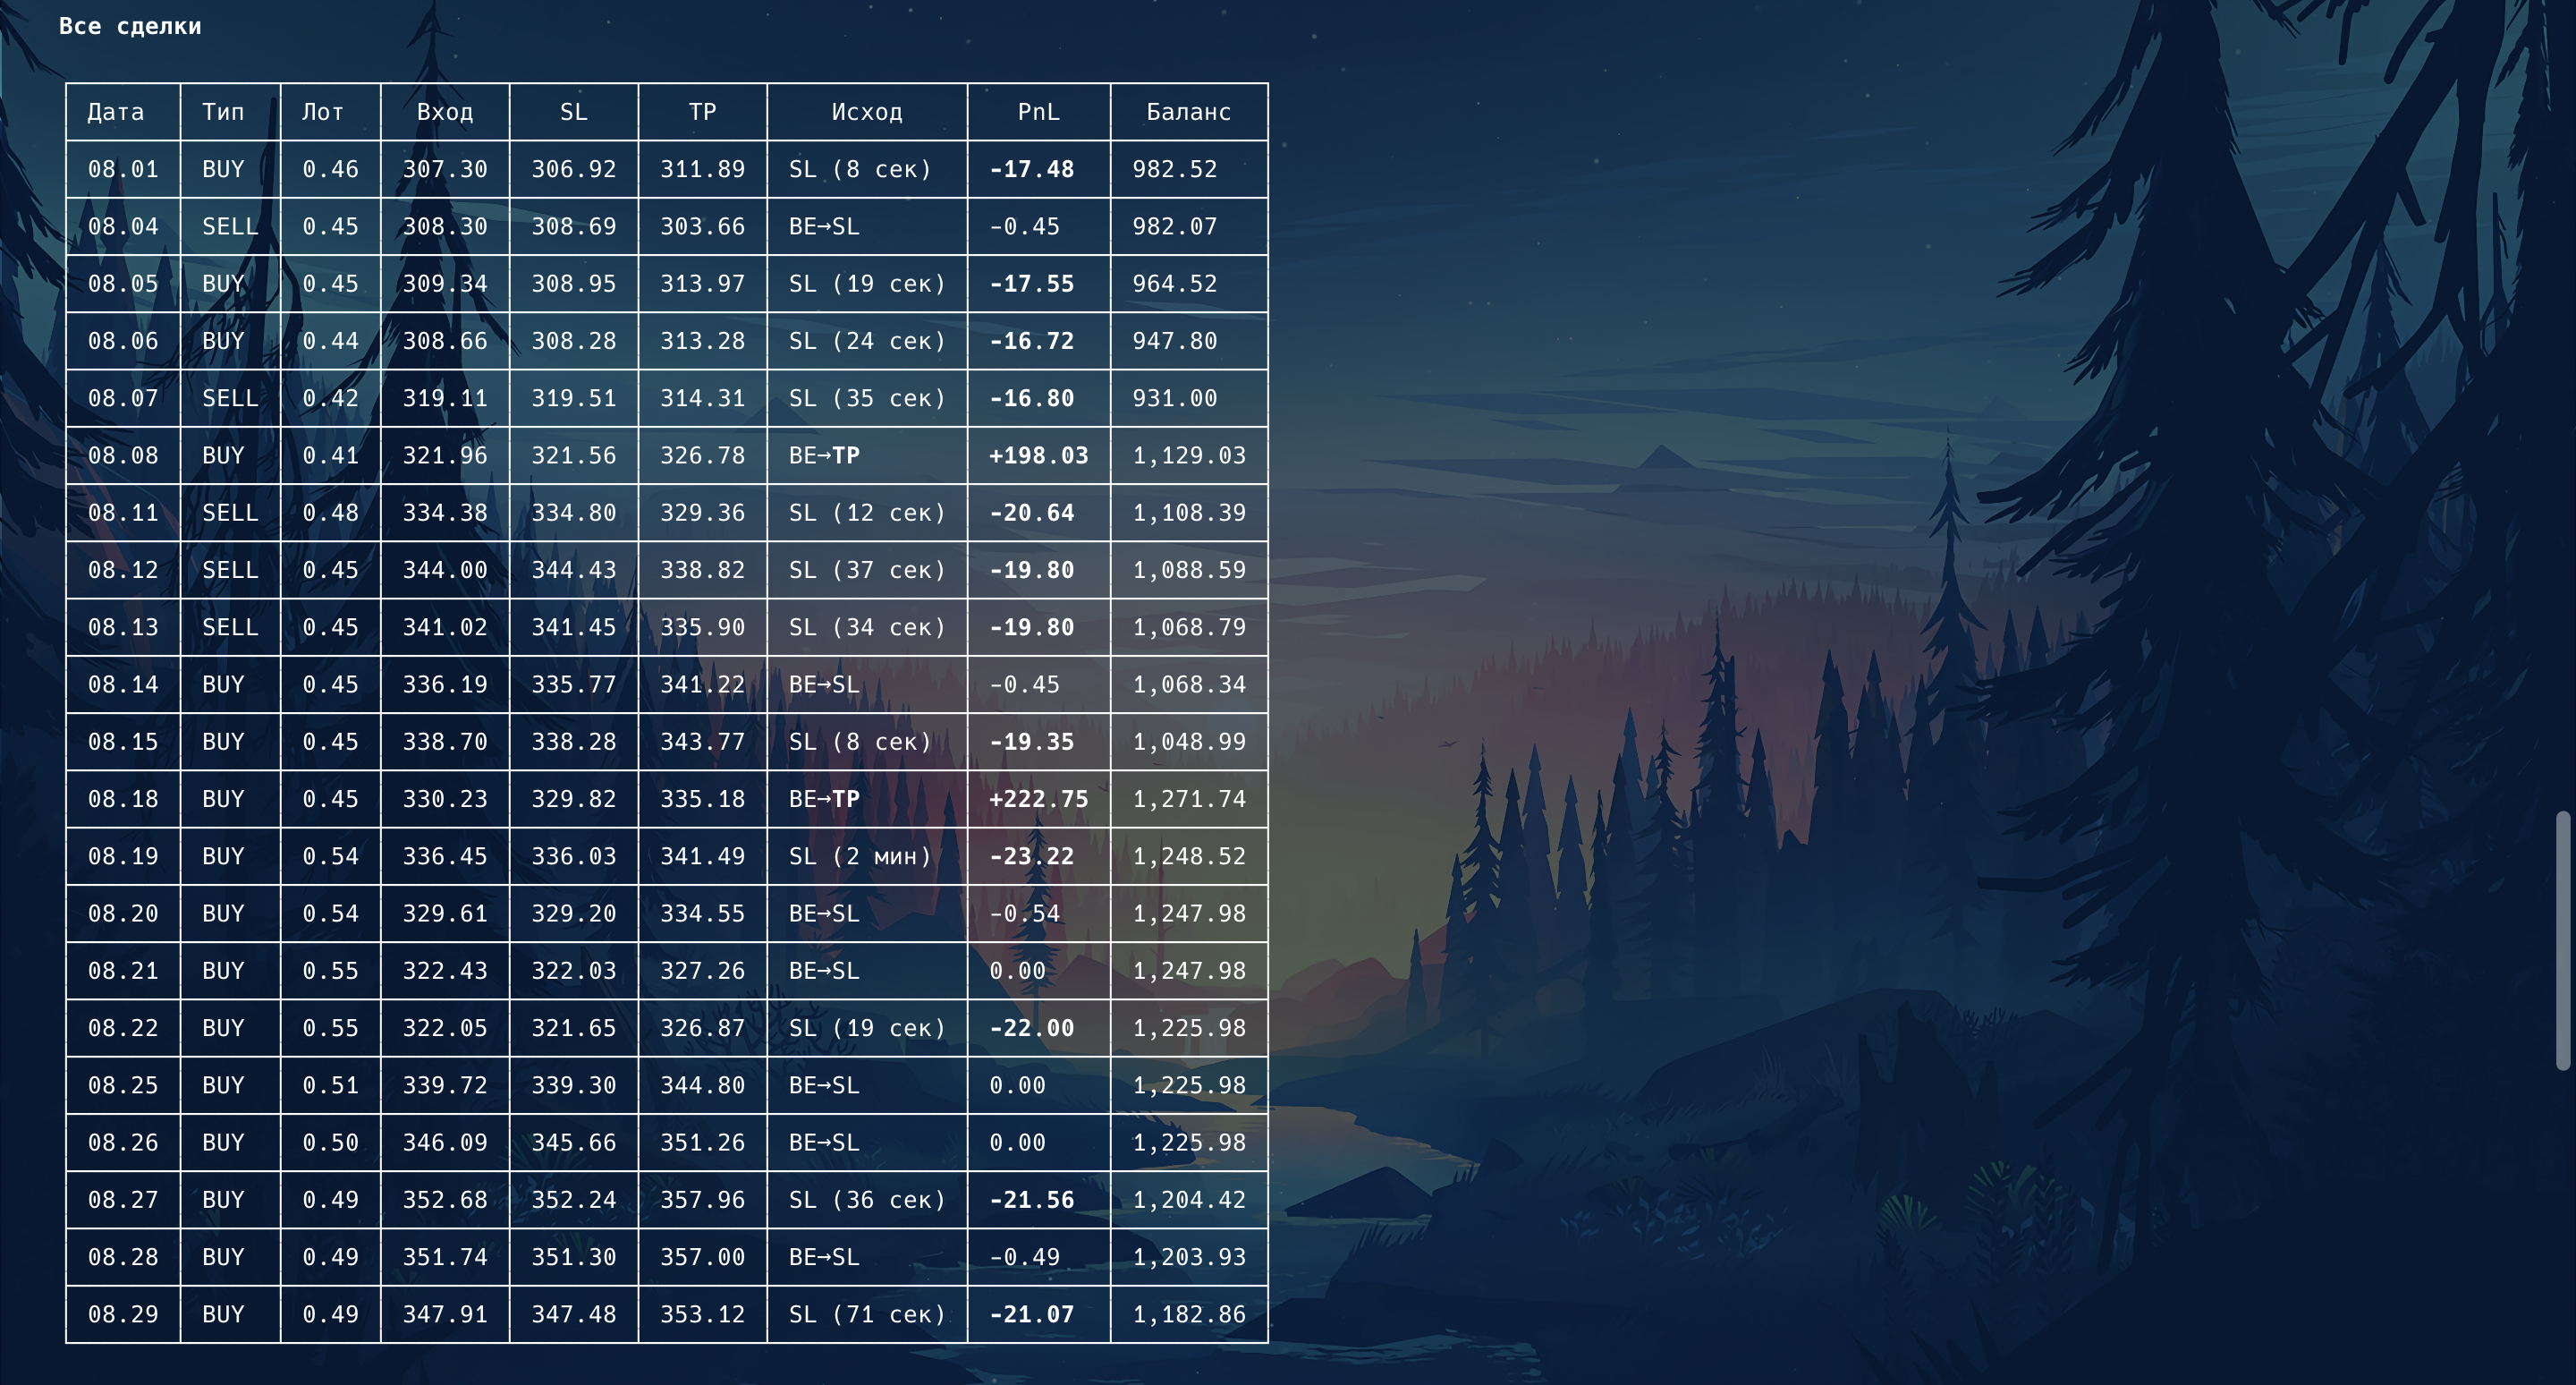 Все сделки
Дата Тип Лот Вход SL TP Исход PnL Баланс
08.01 BUY 0.46 307.30 306.92 311.89 SL (8 сек) -17.48 982.52
08.04 SELL 0.45 308.30 308.69 303.66 BE→SL -0.45 982.07
08.05 BUY 0.45 309.34 308.95 313.97 SL (19 сек) -17.55 964.52
08.06 BUY 0.44 308.66 308.28 313.28 SL (24 сек) -16.72 947.80
08.07 SELL 0.42 319.11 319.51 314.31 SL (35 сек) -16.80 931.00
08.08 BUY 0.41 321.96 321.56 326.78 BE→TP +198.03 1,129.03
08.11 SELL 0.48 334.38 334.80 329.36 SL (12 сек) -20.64 1,108.39
08.12 SELL 0.45 344.00 344.43 338.82 SL (37 сек) -19.80 1,088.59
08.13 SELL 0.45 341.02 341.45 335.90 SL (34 сек) -19.80 1,068.79
08.14 BUY 0.45 336.19 335.77 341.22 BE→SL -0.45 1,068.34
08.15 BUY 0.45 338.70 338.28 343.77 SL (8 сек) -19.35 1,048.99
08.18 BUY 0.45 330.23 329.82 335.18 BE→TP +222.75 1,271.74
08.19 BUY 0.54 336.45 336.03 341.49 SL (2 мин) -23.22 1,248.52
08.20 BUY 0.54 329.61 329.20 334.55 BE→SL -0.54 1,247.98
08.21 BUY 0.55 322.43 322.03 327.26 BE→SL 0.00 1,247.98
08.22 BUY 0.55 322.05 321.65 326.87 SL (19 сек) -22.00 1,225.98
08.25 BUY 0.51 339.72 339.30 344.80 BE→SL 0.00 1,225.98
08.26 BUY 0.50 346.09 345.66 351.26 BE→SL 0.00 1,225.98
08.27 BUY 0.49 352.68 352.24 357.96 SL (36 сек) -21.56 1,204.42
08.28 BUY 0.49 351.74 351.30 357.00 BE→SL -0.49 1,203.93
08.29 BUY 0.49 347.91 347.48 353.12 SL (71 сек) -21.07 1,182.86